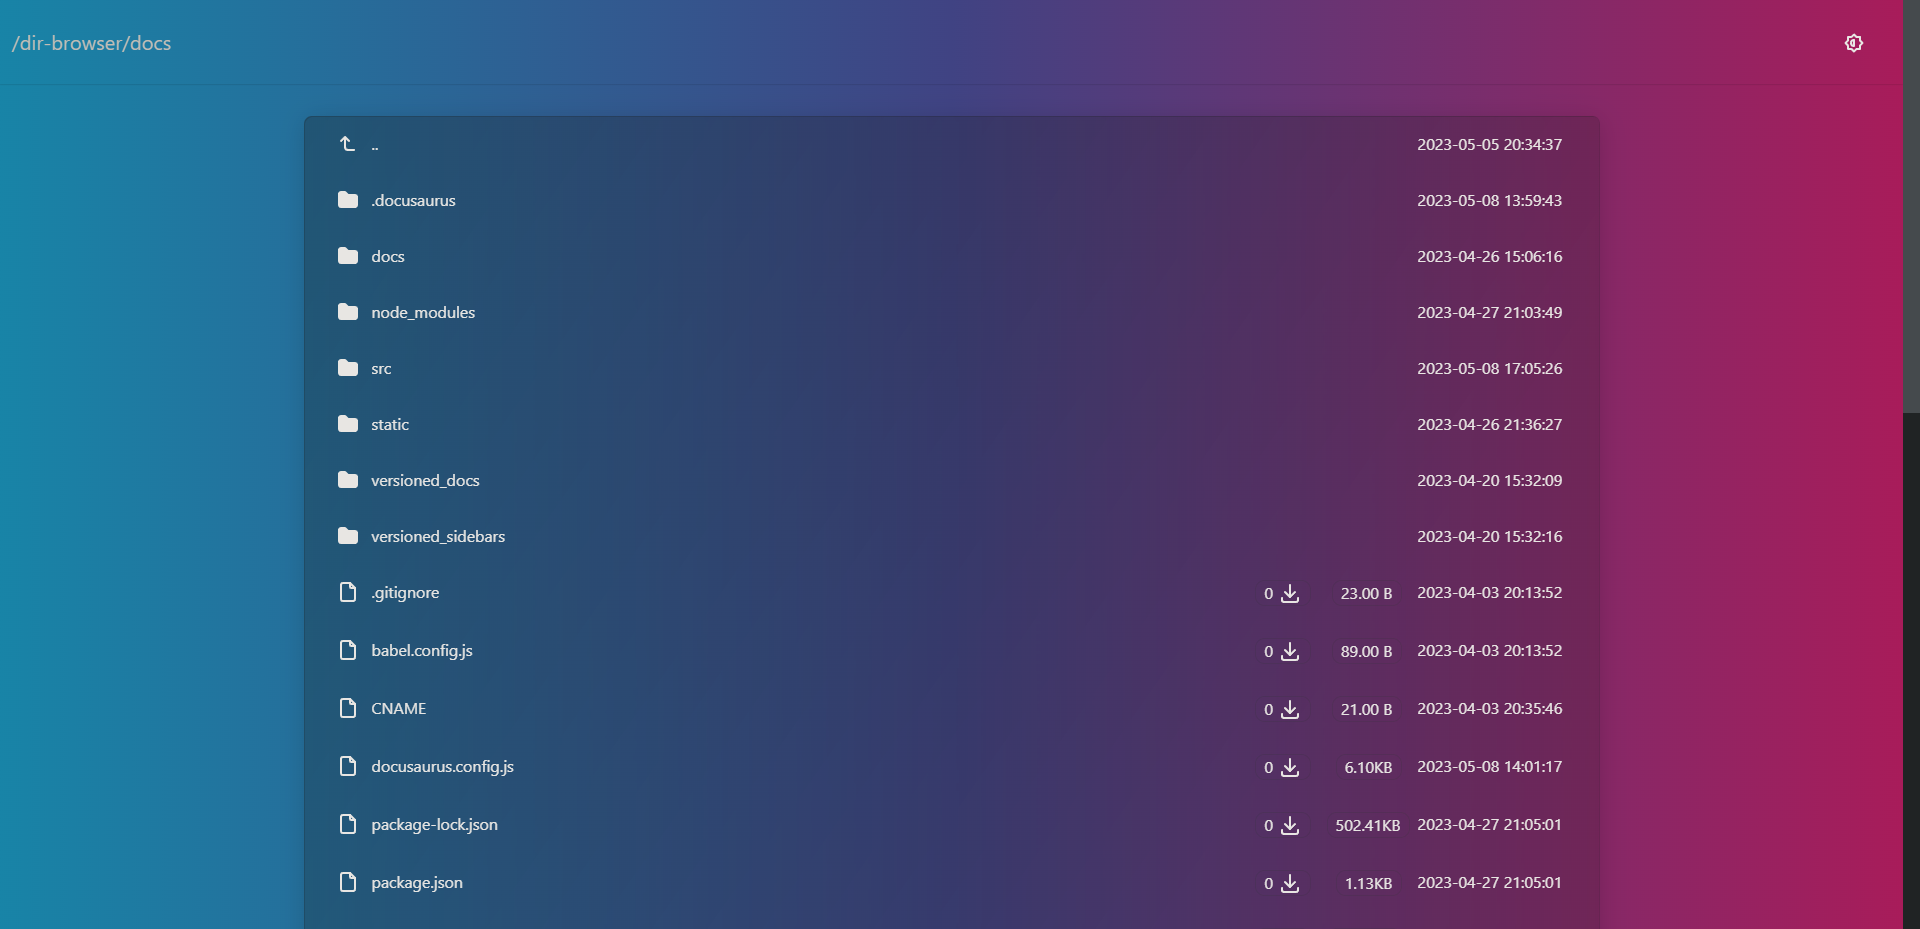 /dir-browser/docs
.. 2023-05-05 20:34:37
.docusaurus 2023-05-08 13:59:43
docs 2023-04-26 15:06:16
node_modules 2023-04-27 21:03:49
src 2023-05-08 17:05:26
static 2023-04-26 21:36:27
versioned_docs 2023-04-20 15:32:09
versioned_sidebars 2023-04-20 15:32:16
.gitignore 0 23.00 B 2023-04-03 20:13:52
babel.config.js 0 89.00 B 2023-04-03 20:13:52
CNAME 0 21.00 B 2023-04-03 20:35:46
docusaurus.config.js 0 6.10KB 2023-05-08 14:01:17
package-lock.json 0 502.41KB 2023-04-27 21:05:01
package.json 0 1.13KB 2023-04-27 21:05:01